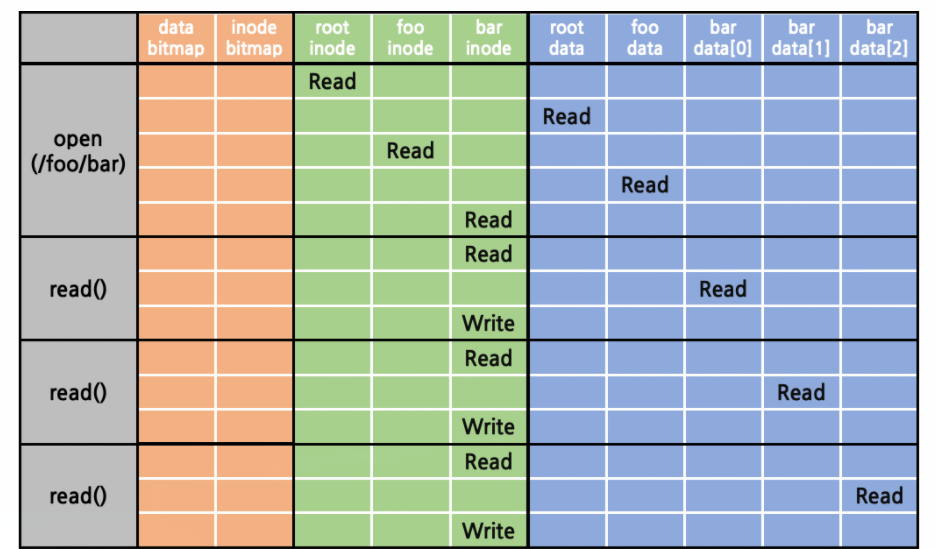 data bitmap inode bitmap root inode foo inode bar inode root data foo data bar data[0] bar data[1] bar data[2]
Read
Read
open (/foo/bar) Read
Read
Read
Read
read() Read
Write
Read
read() Read
Write
Read
read() Read
Write